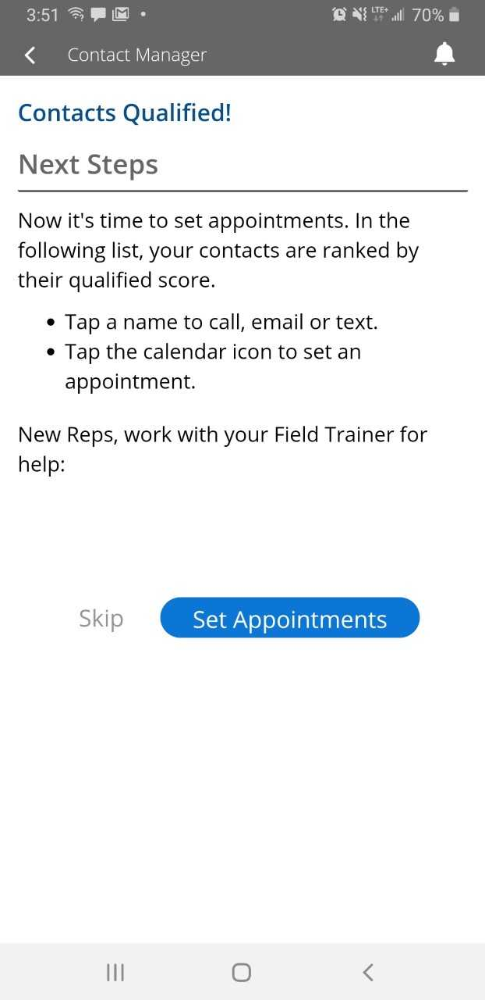 3:51 LTE+ 70%
Contact Manager
Contacts Qualified!
Next Steps
Now it's time to set appointments. In the
following list, your contacts are ranked by
their qualified score.
• Tap a name to call, email or text.
• Tap the calendar icon to set an
appointment.
New Reps, work with your Field Trainer for
help:
Skip Set Appointments